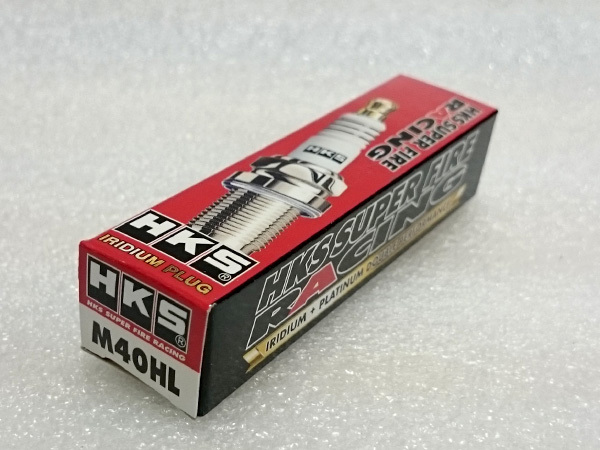 HKS SUPER FIRE
RACING
HKS
HKS®
IRIDIUM PLUG
HKS®
HKS SUPER FIRE RACING
M40HL
HKS SUPER FIRE
RACING
IRIDIUM + PLATINUM